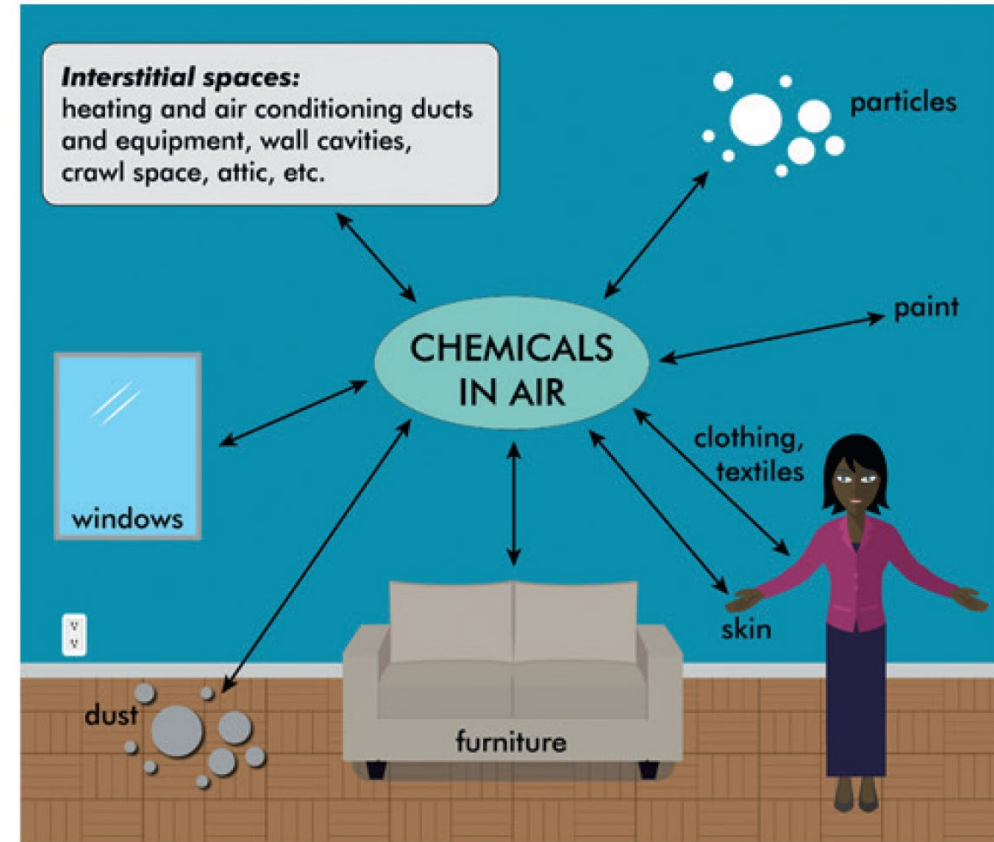 Interstitial spaces:
heating and air conditioning ducts
and equipment, wall cavities,
crawl space, attic, etc.
particles
paint
CHEMICALS
IN AIR
clothing,
textiles
windows
skin
dust
furniture